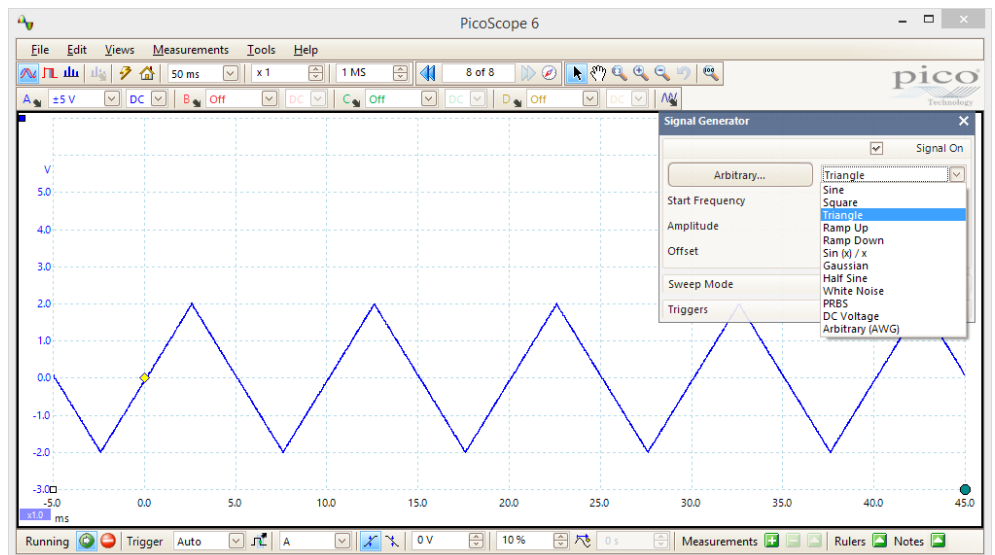 PicoScope 6
File Edit Views Measurements Tools Help
50 ms x 1 1 MS 8 of 8
pico
Technology
A ±5 V DC B Off DC C Off DC D Off DC
Signal Generator
Signal On
Arbitrary... Triangle
Start Frequency
Amplitude
Offset
Sweep Mode
Triggers
Sine
Square
Triangle
Ramp Up
Ramp Down
Sin (x) / x
Gaussian
Half Sine
White Noise
PRBS
DC Voltage
Arbitrary (AWG)
V
5.0
4.0
3.0
2.0
1.0
0.0
-1.0
-2.0
-3.0
-5.0 0.0 5.0 10.0 15.0 20.0 25.0 30.0 35.0 40.0 45.0
x1.0 ms
Running Trigger Auto A 0 V 10 % 0 s Measurements Rulers Notes